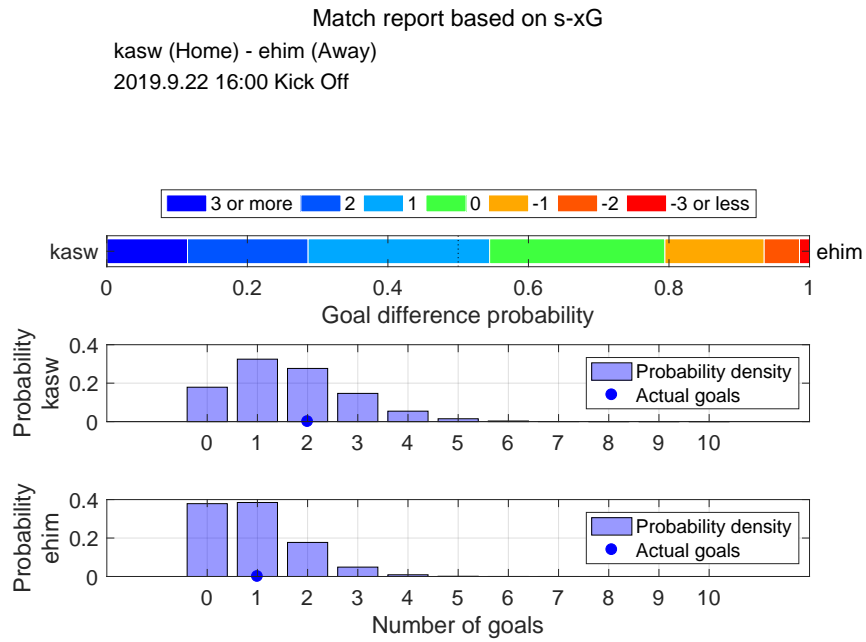 Match report based on s-xG
kasw (Home) - ehim (Away)
2019.9.22 16:00 Kick Off
3 or more 2 1 0 -1 -2 -3 or less
kasw ehim
0 0.2 0.4 0.6 0.8 1
Goal difference probability
Probability
kasw
0.4
0.2
0
Probability density
Actual goals
0 1 2 3 4 5 6 7 8 9 10
Probability
ehim
0.4
0.2
0
Probability density
Actual goals
0 1 2 3 4 5 6 7 8 9 10
Number of goals